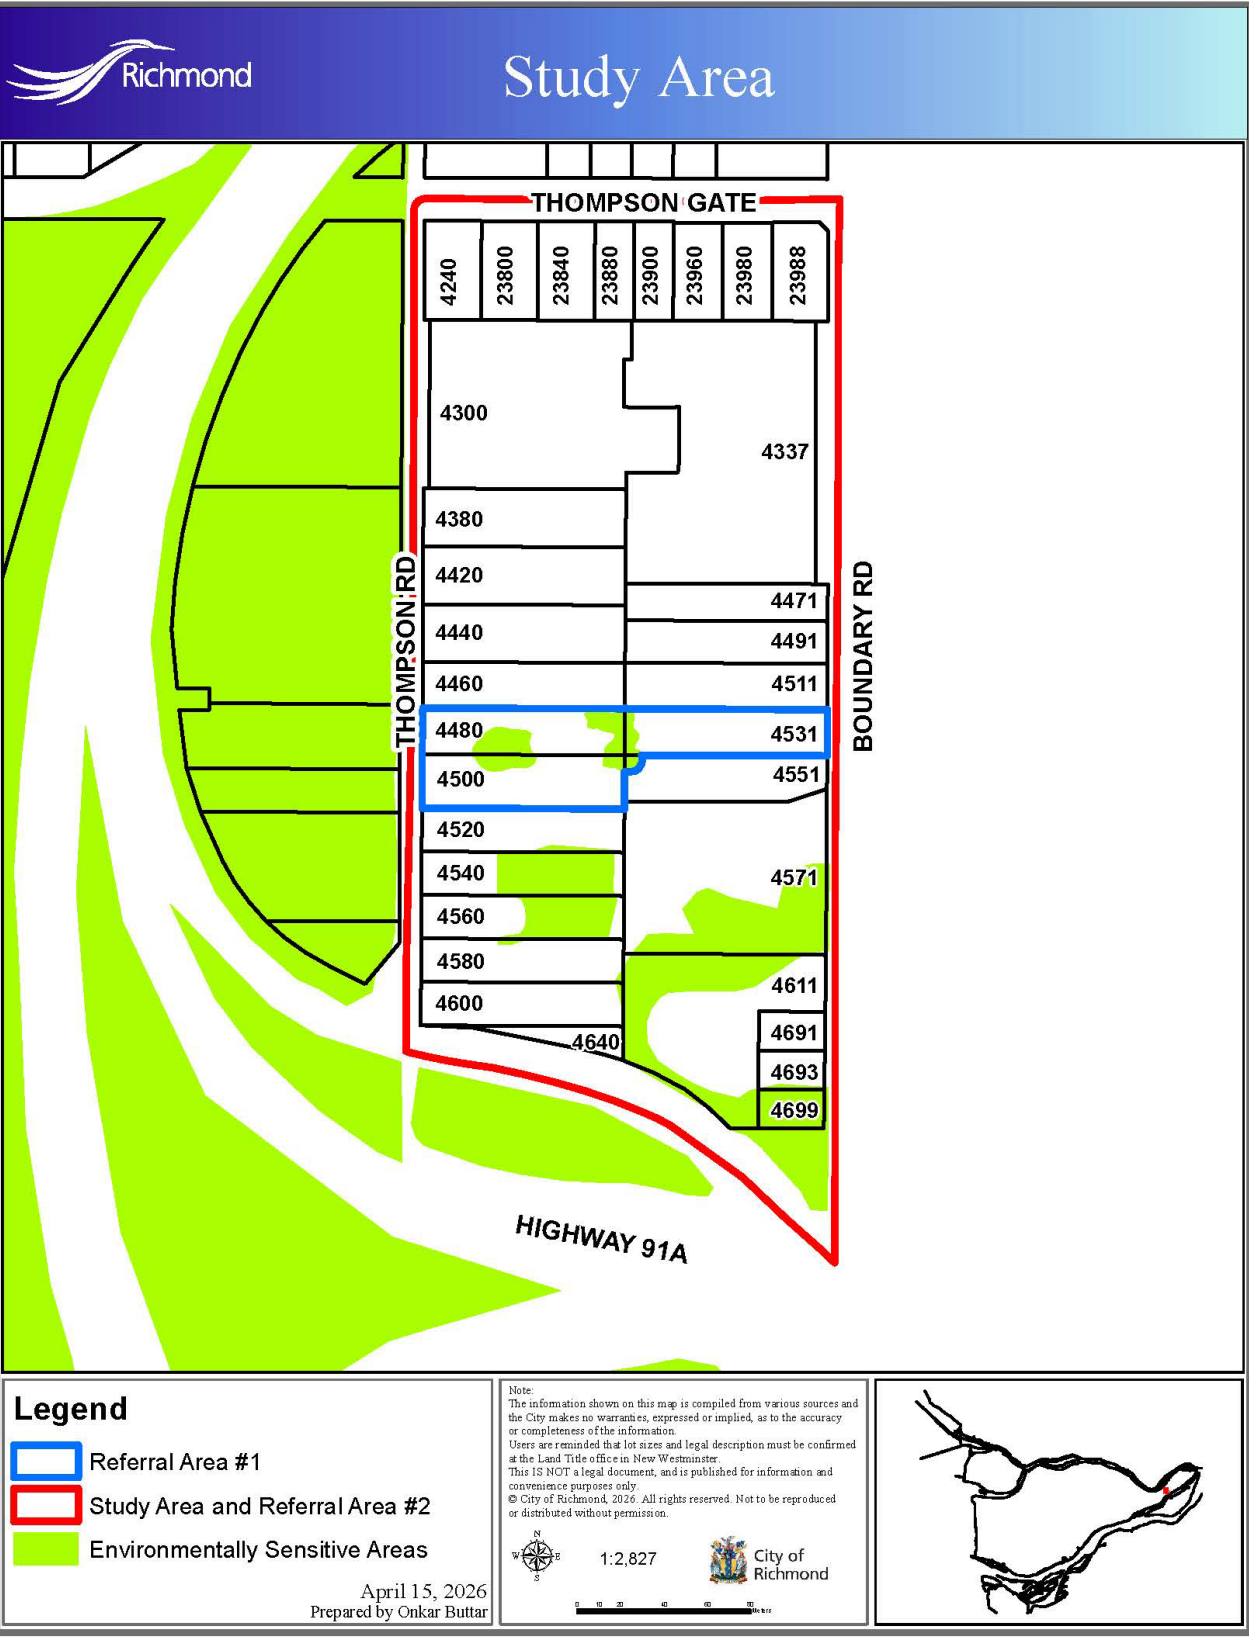 Richmond
Study Area
THOMPSON GATE
4240
23800
23840
23880
23900
23960
23980
23988
4300
4337
4380
4420
4471
4440
4491
4460
4511
THOMPSON RD
BOUNDARY RD
4480
4531
4500
4551
4520
4540
4571
4560
4580
4611
4600
4640
4691
4693
4699
HIGHWAY 91A
Legend
Referral Area #1
Study Area and Referral Area #2
Environmentally Sensitive Areas
April 15, 2026
Prepared by Onkar Buttar
Note:
The information shown on this map is compiled from various sources and
the City makes no warranties, expressed or implied, as to the accuracy
or completeness of the information.
Users are reminded that lot sizes and legal description must be confirmed
at the Land Title office in New Westminster.
This IS NOT a legal document, and is published for information and
convenience purposes only.
© City of Richmond, 2026. All rights reserved. Not to be reproduced
or distributed without permission.
N
W E
S
1:2,827
City of
Richmond
0 10 20 40 60 80
Meters